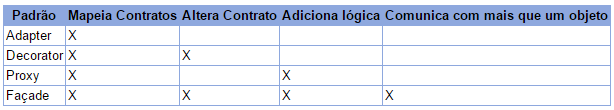 Padrão Mapeia Contratos Altera Contrato Adiciona lógica Comunica com mais que um objeto
Adapter X
Decorator X X
Proxy X X
Façade X X X X